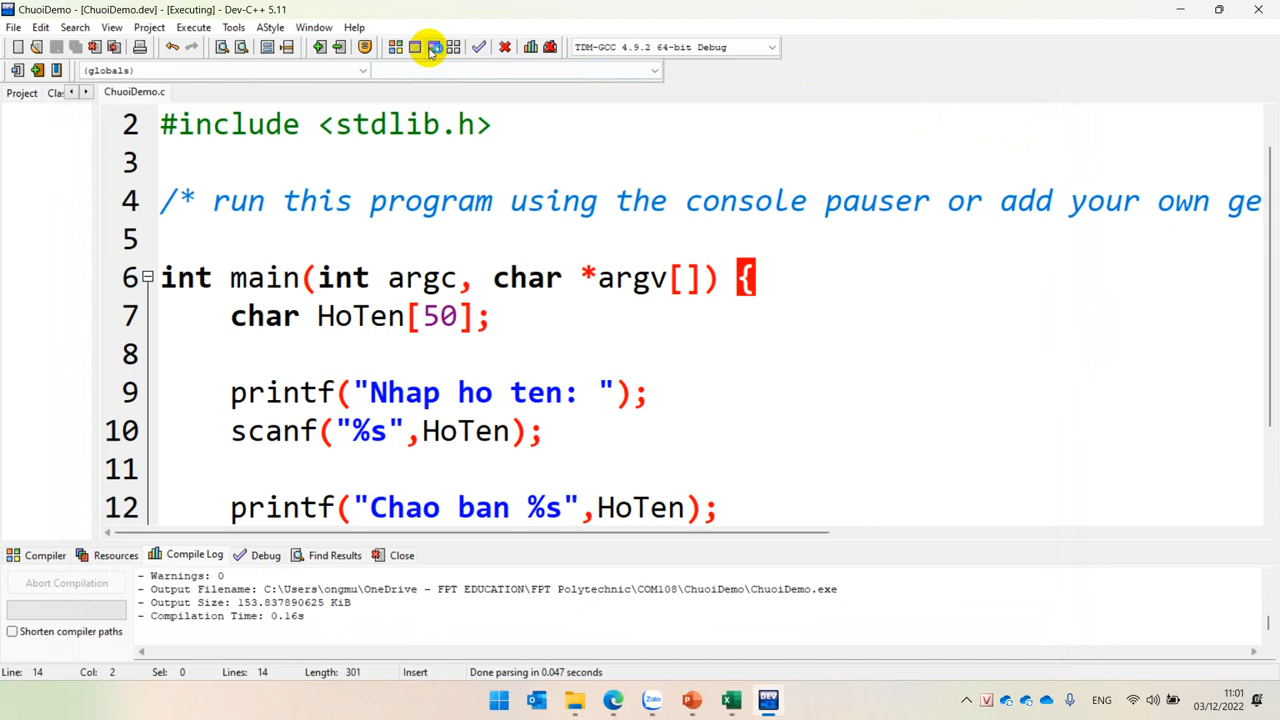 ChuoiDemo - [ChuoiDemo.dev] - [Executing] - Dev-C++ 5.11
File Edit Search View Project Execute Tools AStyle Window Help
TDM-GCC 4.9.2 64-bit Debug
(globals)
Project Clas
ChuoiDemo.c
2 #include <stdlib.h>
3
4 /* run this program using the console pauser or add your own ge
5
6 int main(int argc, char *argv[]) {
7 char HoTen[50];
8
9 printf("Nhap ho ten: ");
10 scanf("%s",HoTen);
11
12 printf("Chao ban %s",HoTen);
Compiler Resources Compile Log Debug Find Results Close
Abort Compilation
Shorten compiler paths
- Warnings: 0
- Output Filename: C:\Users\ongmu\OneDrive - FPT EDUCATION\FPT Polytechnic\COM108\ChuoiDemo\ChuoiDemo.exe
- Output Size: 153.837890625 KiB
- Compilation Time: 0.16s
Line: 14 Col: 2 Sel: 0 Lines: 14 Length: 301 Insert Done parsing in 0.047 seconds
Zalo
DEV
V
ENG
11:01
03/12/2022